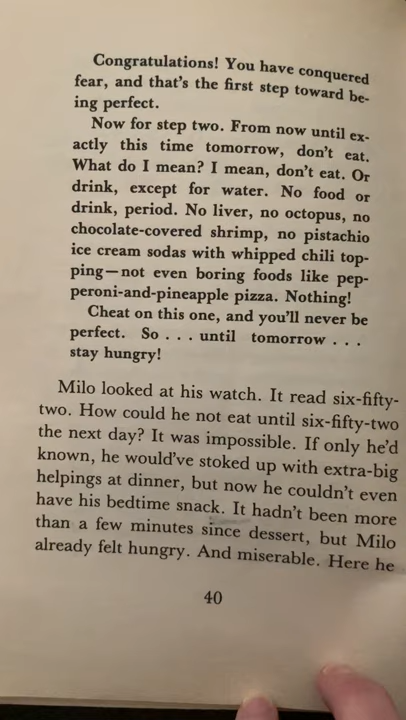 Congratulations! You have conquered
fear, and that's the first step toward be-
ing perfect.
Now for step two. From now until ex-
actly this time tomorrow, don't eat.
What do I mean? I mean, don't eat. Or
drink, except for water. No food or
drink, period. No liver, no octopus, no
chocolate-covered shrimp, no pistachio
ice cream sodas with whipped chili top-
ping—not even boring foods like pep-
peroni-and-pineapple pizza. Nothing!
Cheat on this one, and you'll never be
perfect. So . . . until tomorrow . . .
stay hungry!
Milo looked at his watch. It read six-fifty-
two. How could he not eat until six-fifty-two
the next day? It was impossible. If only he'd
known, he would've stoked up with extra-big
helpings at dinner, but now he couldn't even
have his bedtime snack. It hadn't been more
than a few minutes since dessert, but Milo
already felt hungry. And miserable. Here he
40